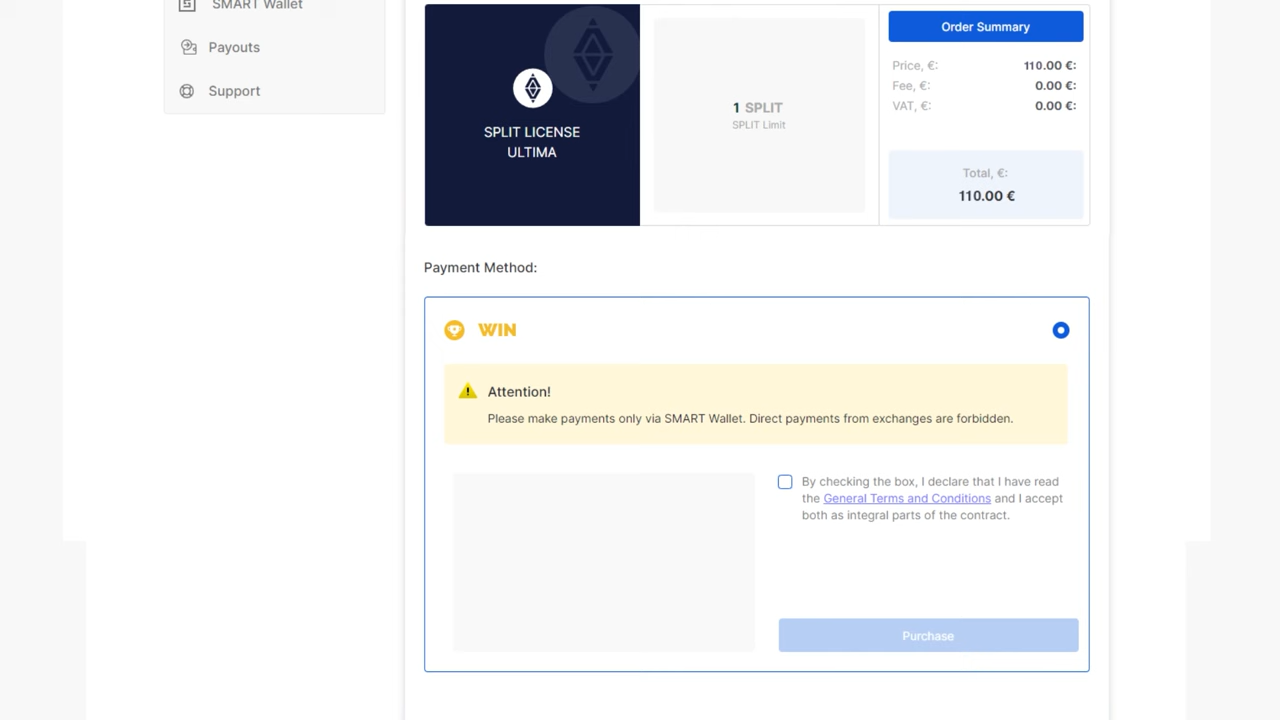 SMART Wallet
Payouts
Support
SPLIT LICENSE
ULTIMA
1 SPLIT
SPLIT Limit
Order Summary
Price, €: 110.00 €:
Fee, €: 0.00 €:
VAT, €: 0.00 €:
Total, €:
110.00 €
Payment Method:
WIN
Attention!
Please make payments only via SMART Wallet. Direct payments from exchanges are forbidden.
By checking the box, I declare that I have read
the General Terms and Conditions and I accept
both as integral parts of the contract.
Purchase